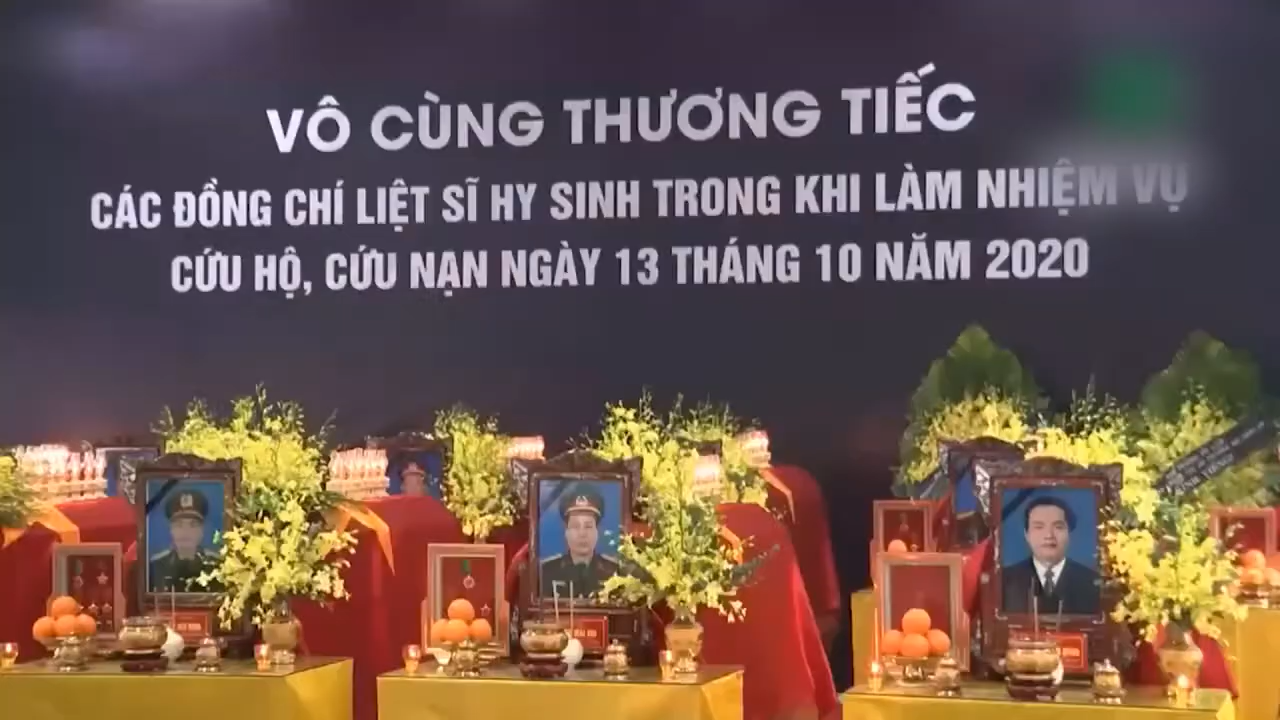 VÔ CÙNG THƯƠNG TIẾC
CÁC ĐỒNG CHÍ LIỆT SĨ HY SINH TRONG KHI LÀM NHIỆM VỤ
CỨU HỘ, CỨU NẠN NGÀY 13 THÁNG 10 NĂM 2020